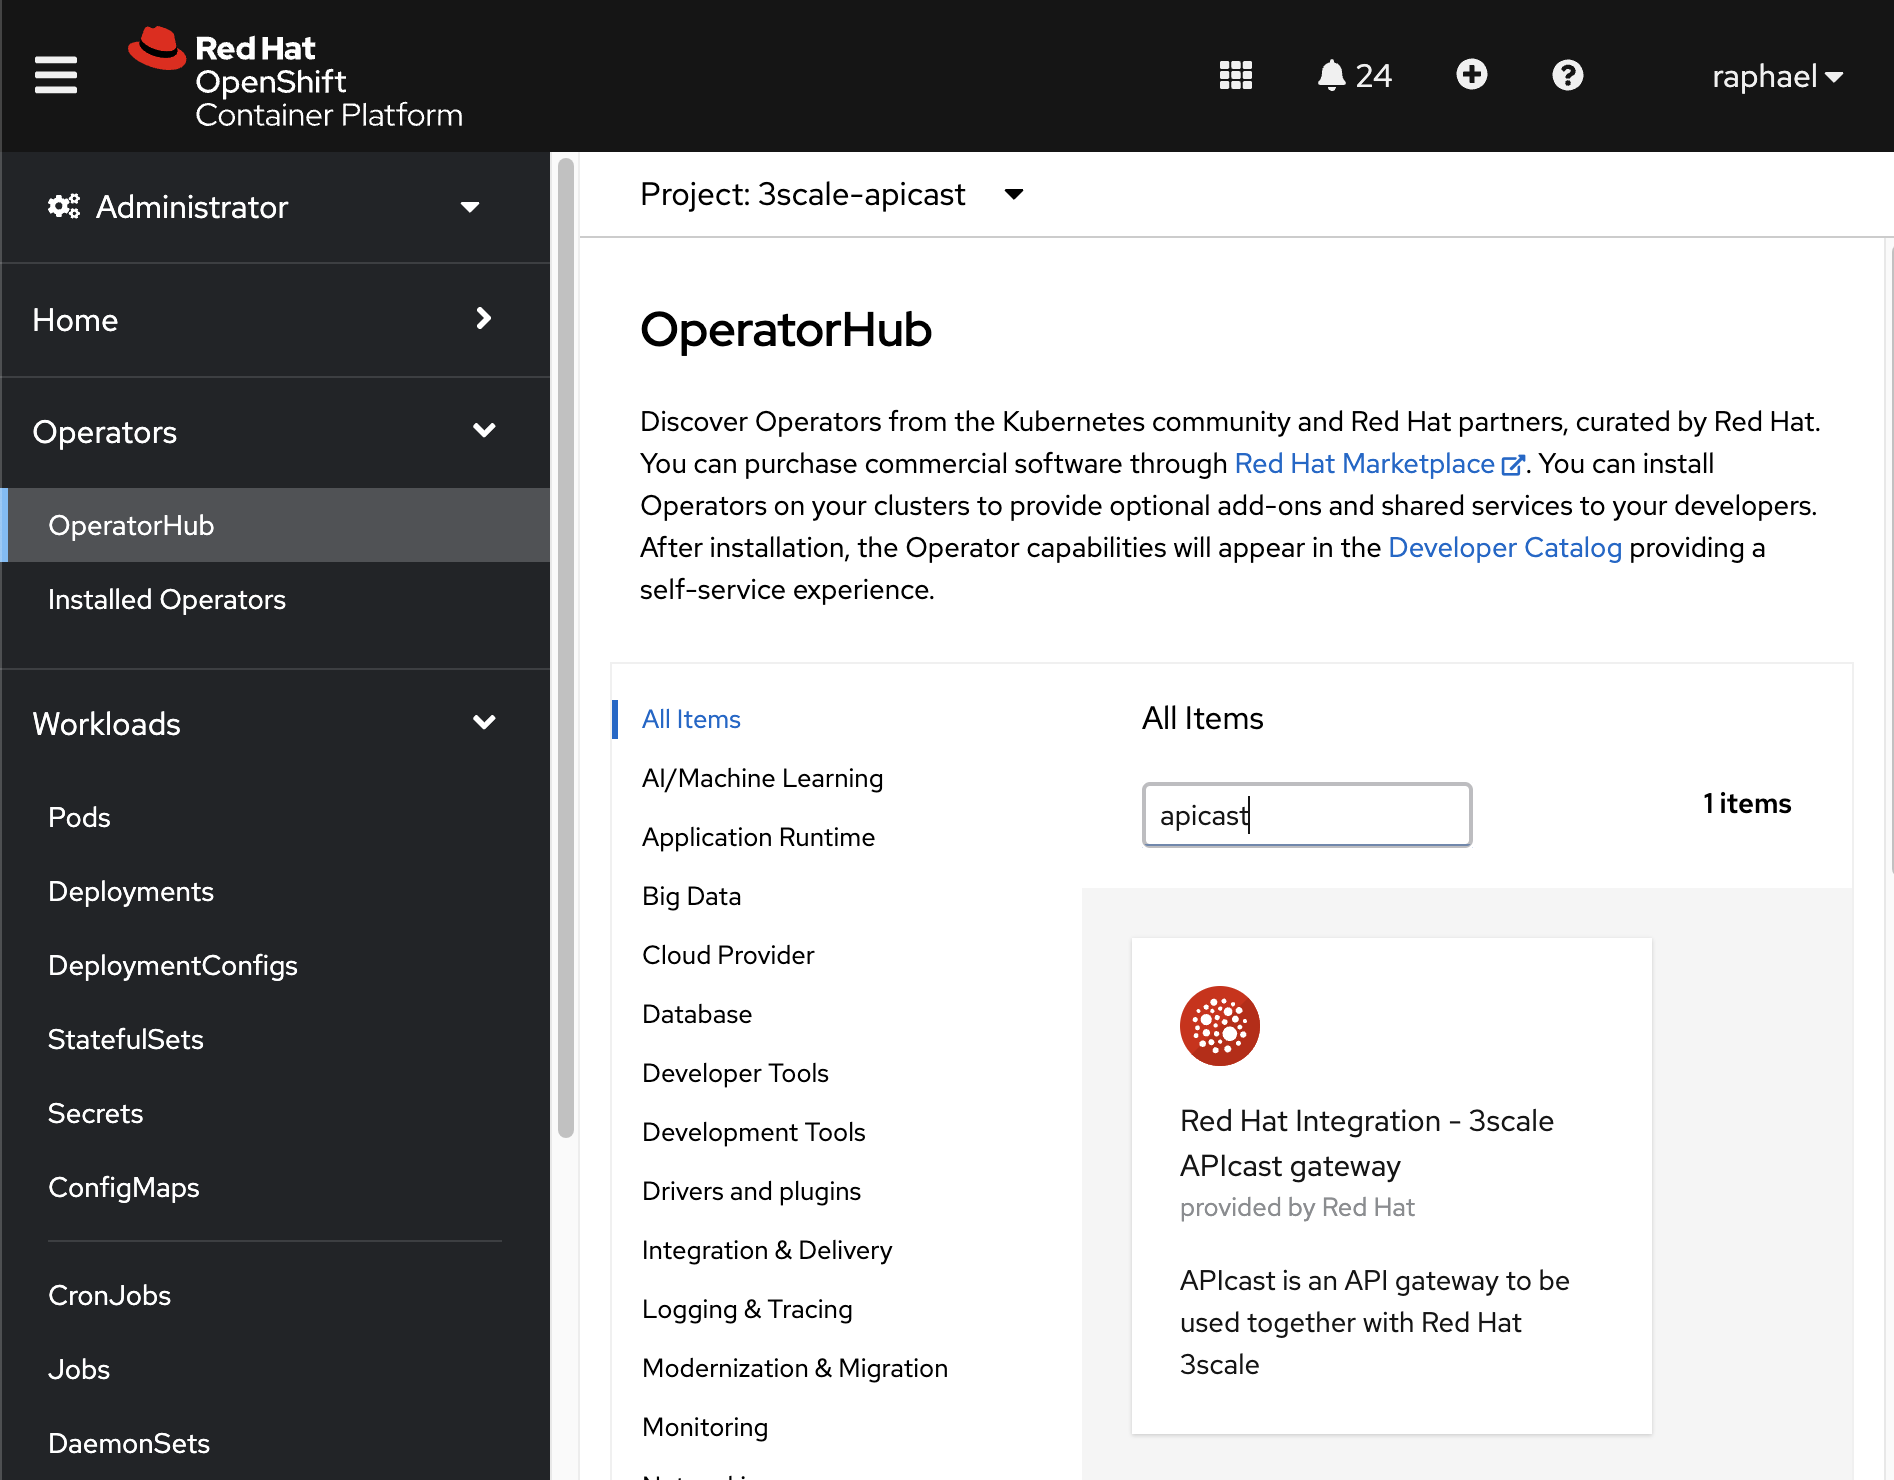 Red Hat
OpenShift
Container Platform
24
raphael
Administrator
Home
Operators
OperatorHub
Installed Operators
Workloads
Pods
Deployments
DeploymentConfigs
StatefulSets
Secrets
ConfigMaps
CronJobs
Jobs
DaemonSets
Project: 3scale-apicast
OperatorHub
Discover Operators from the Kubernetes community and Red Hat partners, curated by Red Hat.
You can purchase commercial software through Red Hat Marketplace. You can install
Operators on your clusters to provide optional add-ons and shared services to your developers.
After installation, the Operator capabilities will appear in the Developer Catalog providing a
self-service experience.
All Items
AI/Machine Learning
Application Runtime
Big Data
Cloud Provider
Database
Developer Tools
Development Tools
Drivers and plugins
Integration & Delivery
Logging & Tracing
Modernization & Migration
Monitoring
All Items
apicast
1 items
Red Hat Integration - 3scale
APIcast gateway
provided by Red Hat
APIcast is an API gateway to be
used together with Red Hat
3scale